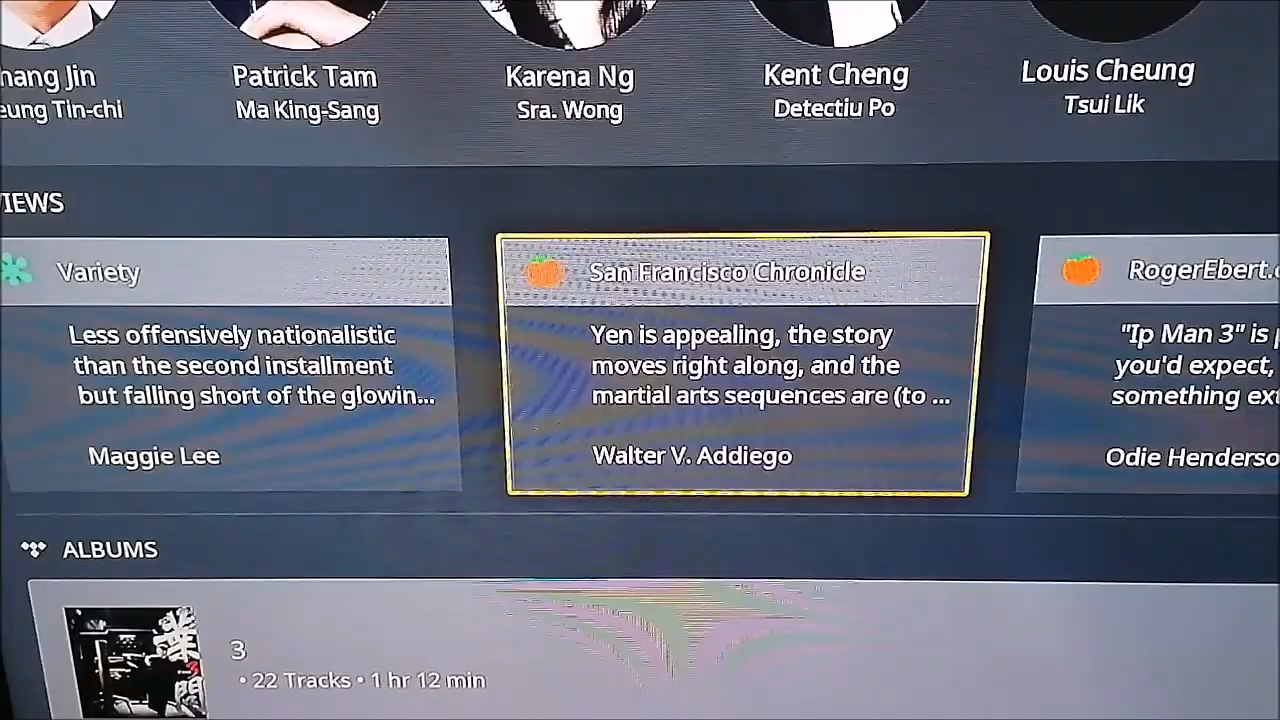 hang Jin
eung Tin-chi
Patrick Tam
Ma King-Sang
Karena Ng
Sra. Wong
Kent Cheng
Detectiu Po
Louis Cheung
Tsui Lik
IEWS
Variety
Less offensively nationalistic
than the second installment
but falling short of the glowin...
Maggie Lee
San Francisco Chronicle
Yen is appealing, the story
moves right along, and the
martial arts sequences are (to ...
Walter V. Addiego
RogerEbert.
"Ip Man 3" is
you'd expect,
something ex
Odie Henderso
ALBUMS
3
• 22 Tracks • 1 hr 12 min